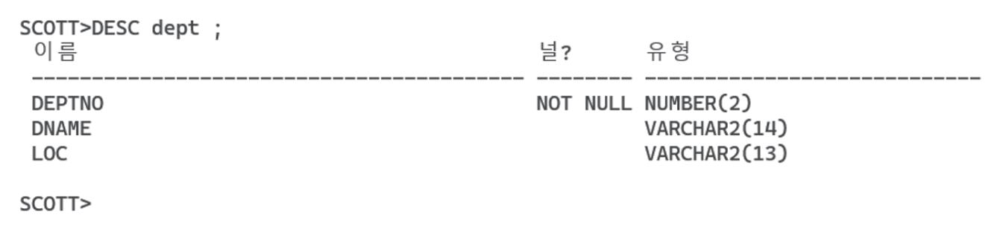 SCOTT>DESC dept ;
이름 널? 유형
----------------------------------------- -------- ----------------------------
DEPTNO NOT NULL NUMBER(2)
DNAME VARCHAR2(14)
LOC VARCHAR2(13)
SCOTT>